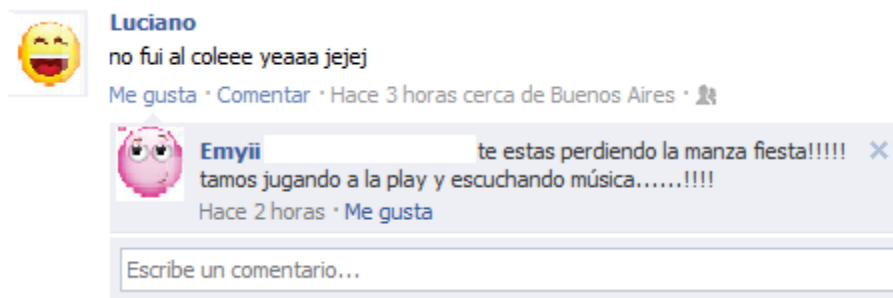 Luciano
no fui al coleee yeaaa jejej
Me gusta · Comentar · Hace 3 horas cerca de Buenos Aires ·
Emyii te estas perdiendo la manza fiesta!!!!!
tamos jugando a la play y escuchando música......!!!!
Hace 2 horas · Me gusta
Escribe un comentario...